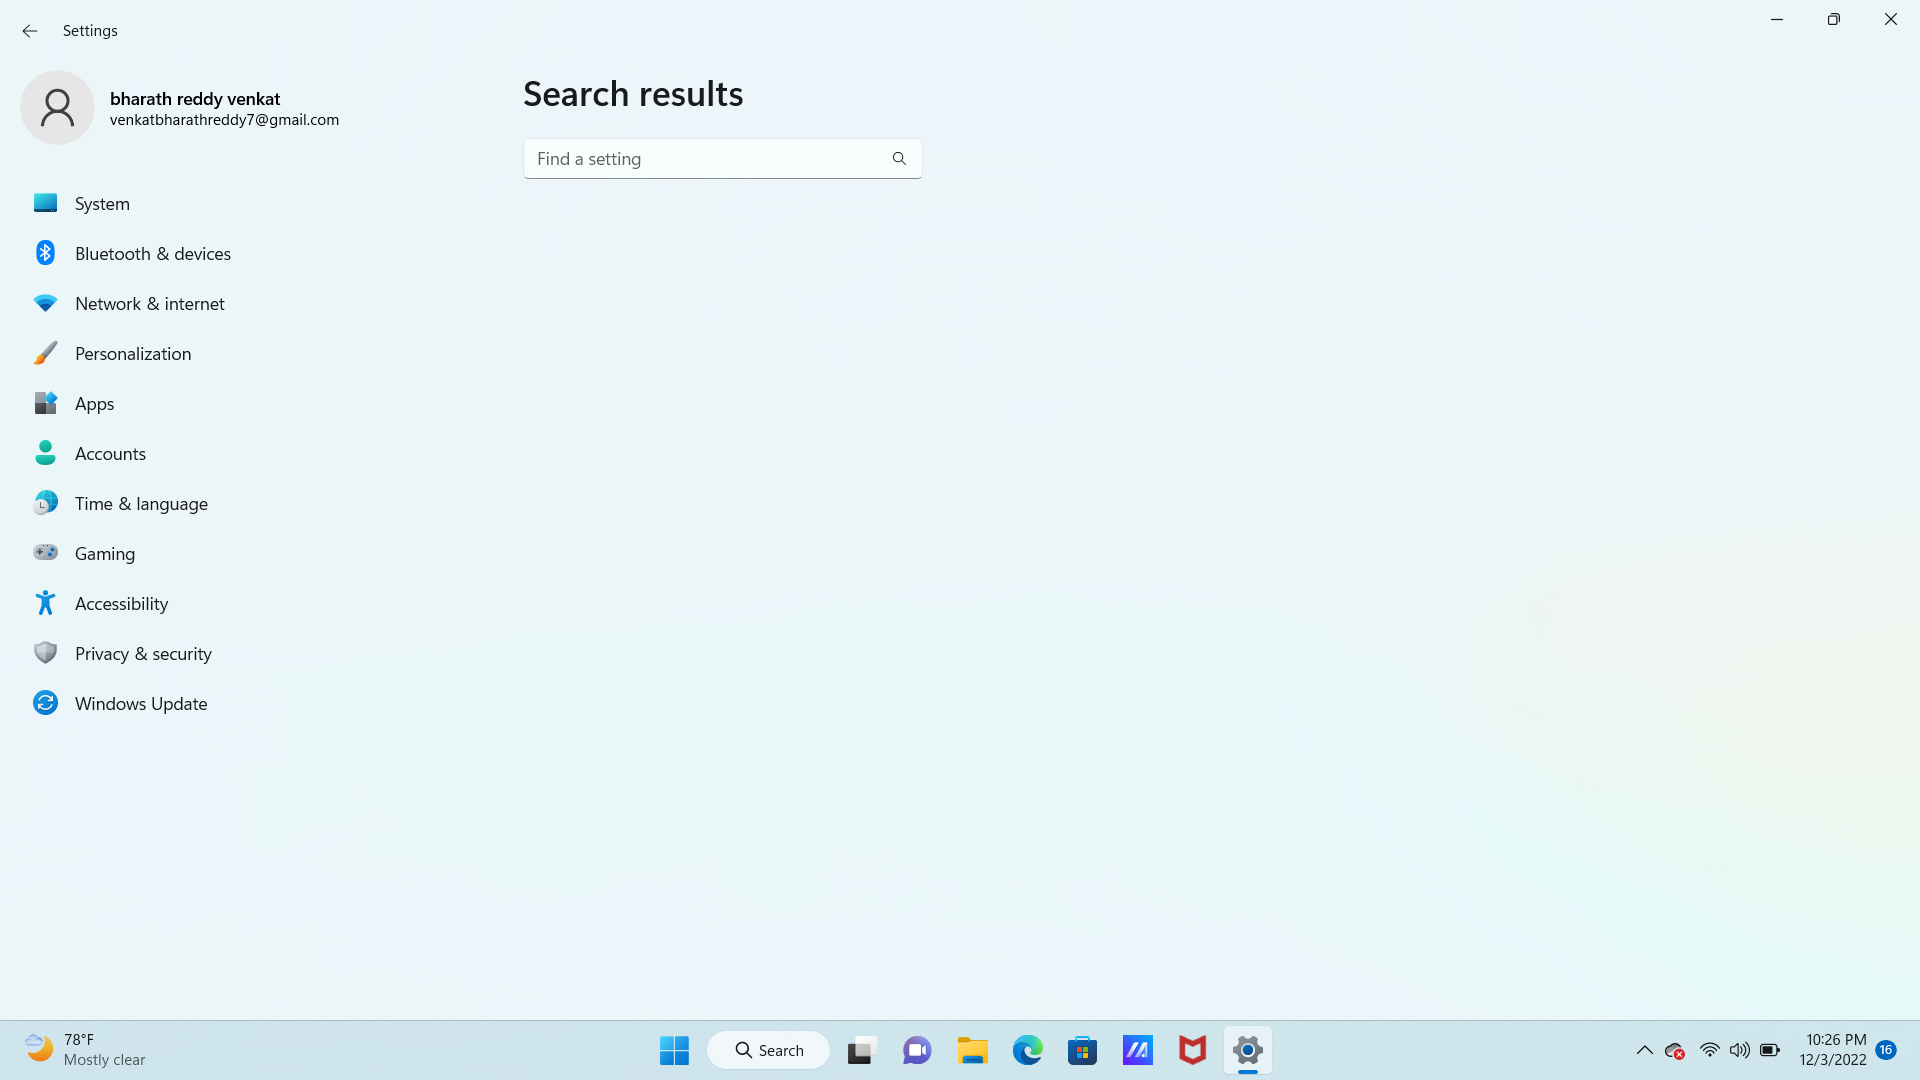 Settings
bharath reddy venkat
venkatbharathreddy7@gmail.com
Search results
Find a setting
System
Bluetooth & devices
Network & internet
Personalization
Apps
Accounts
Time & language
Gaming
Accessibility
Privacy & security
Windows Update
78°F
Mostly clear
Search
10:26 PM
12/3/2022
16